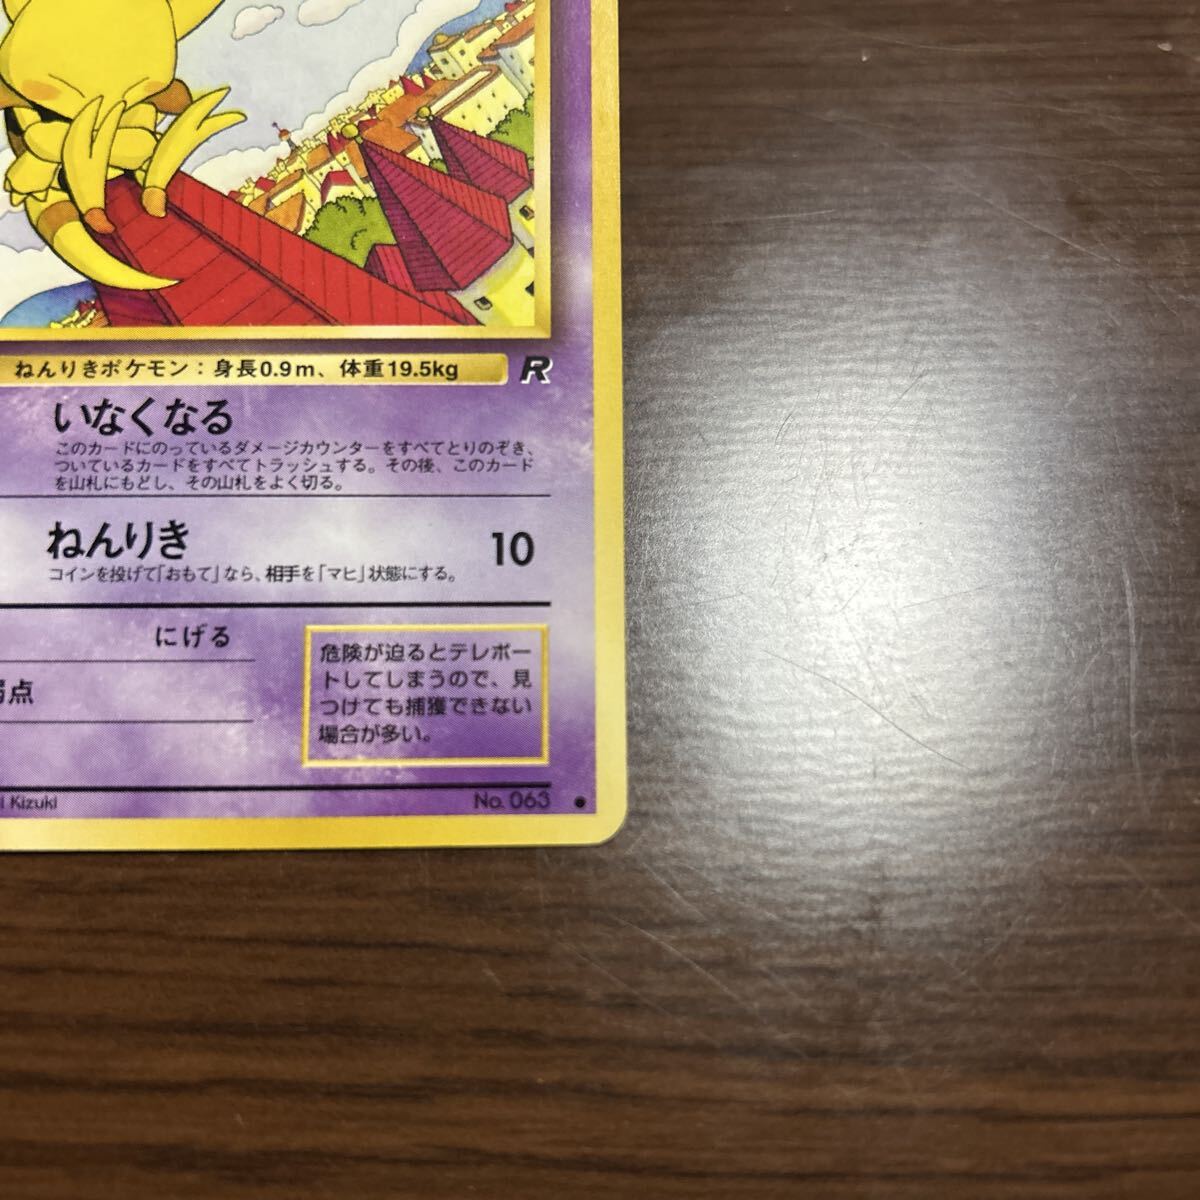 ねんりきポケモン：身長0.9m、体重19.5kg R
いなくなる
このカードにのっているダメージカウンターをすべてとりのぞき、
ついているカードをすべてトラッシュする。その後、このカード
を山札にもどし、その山札をよく切る。
ねんりき 10
コインを投げて「おもて」なら、相手を「マヒ」状態にする。
にげる
弱点
危険が迫るとテレポー
トしてしまうので、見
つけても捕獲できない
場合が多い。
Kizuki No. 063 ●